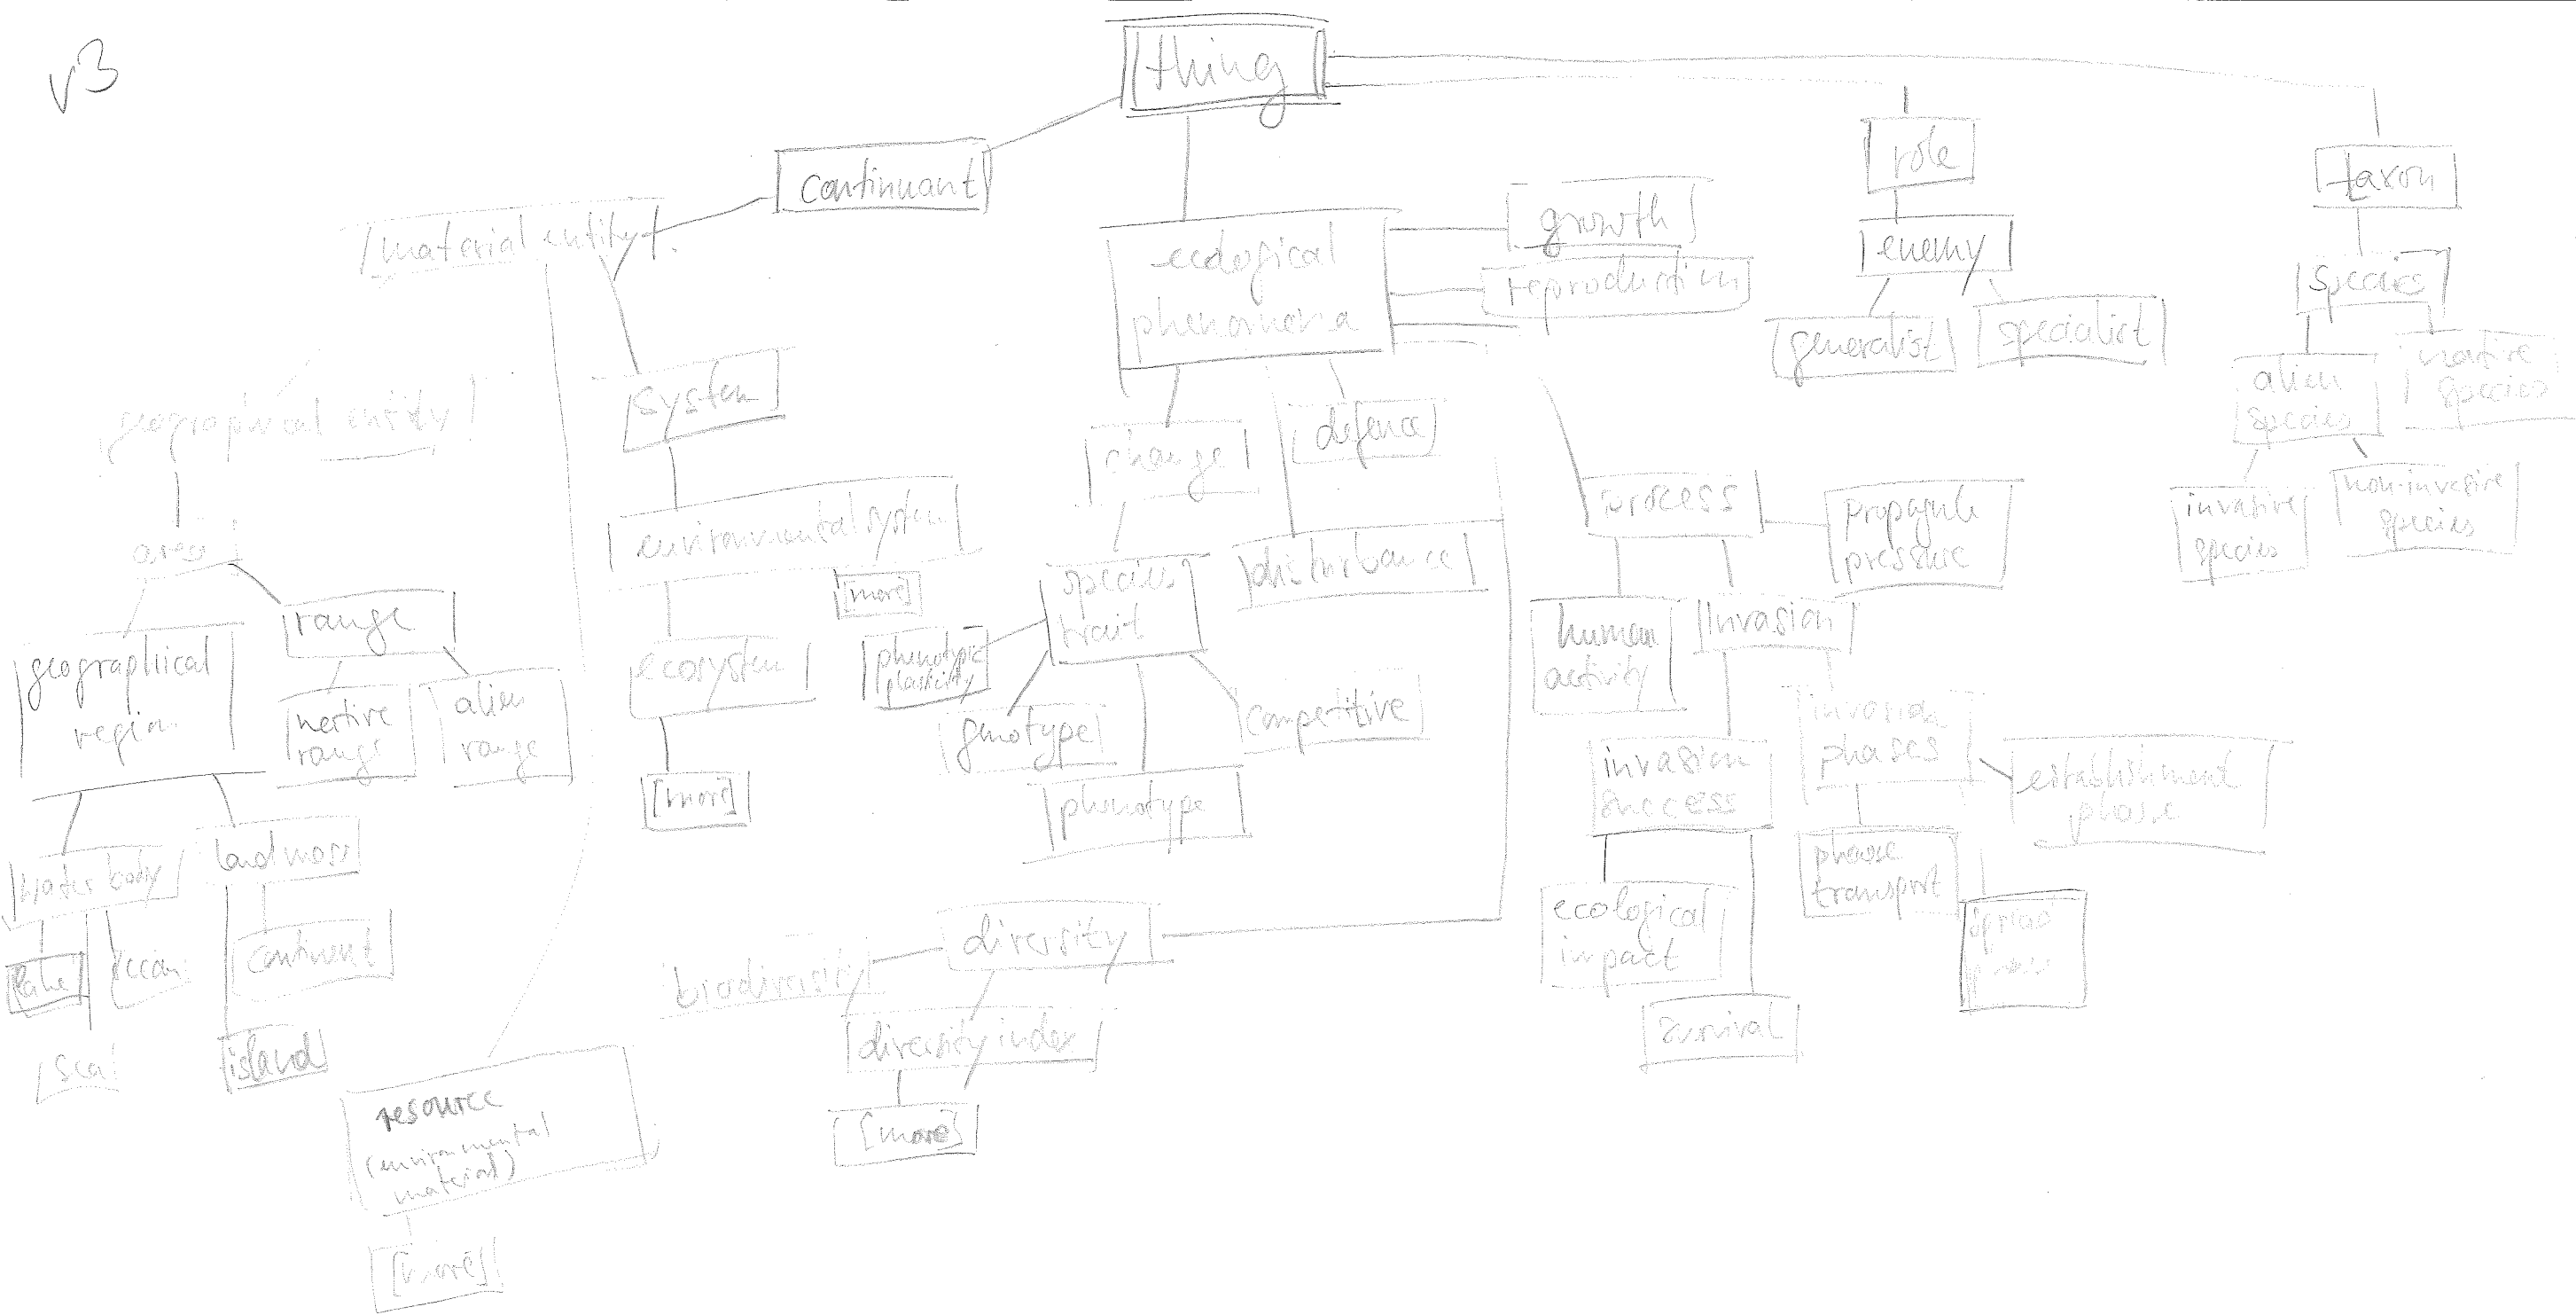 v3
thing
continuant
role
taxon
material entity
growth
ecological
phenomena
reproduction
enemy
species
generalist
specialist
system
alien
species
native
species
geographical entity
change
defence
process
propagule
pressure
invasive
species
non-invasive
species
environmental system
[more]
area
range
species
trait
disturbance
human
activity
invasion
geographical
region
native
range
alien
range
ecosystem
phenotypic
plasticity
genotype
competitive
phenotype
[more]
invasion
success
invasion
phases
establishment
phase
water body
landmass
phase
transport
ecological
impact
spread
lake
ocean
continent
biodiversity
diversity
sea
island
diversity index
survival
[more]
resource
(environmental
material)
[more]